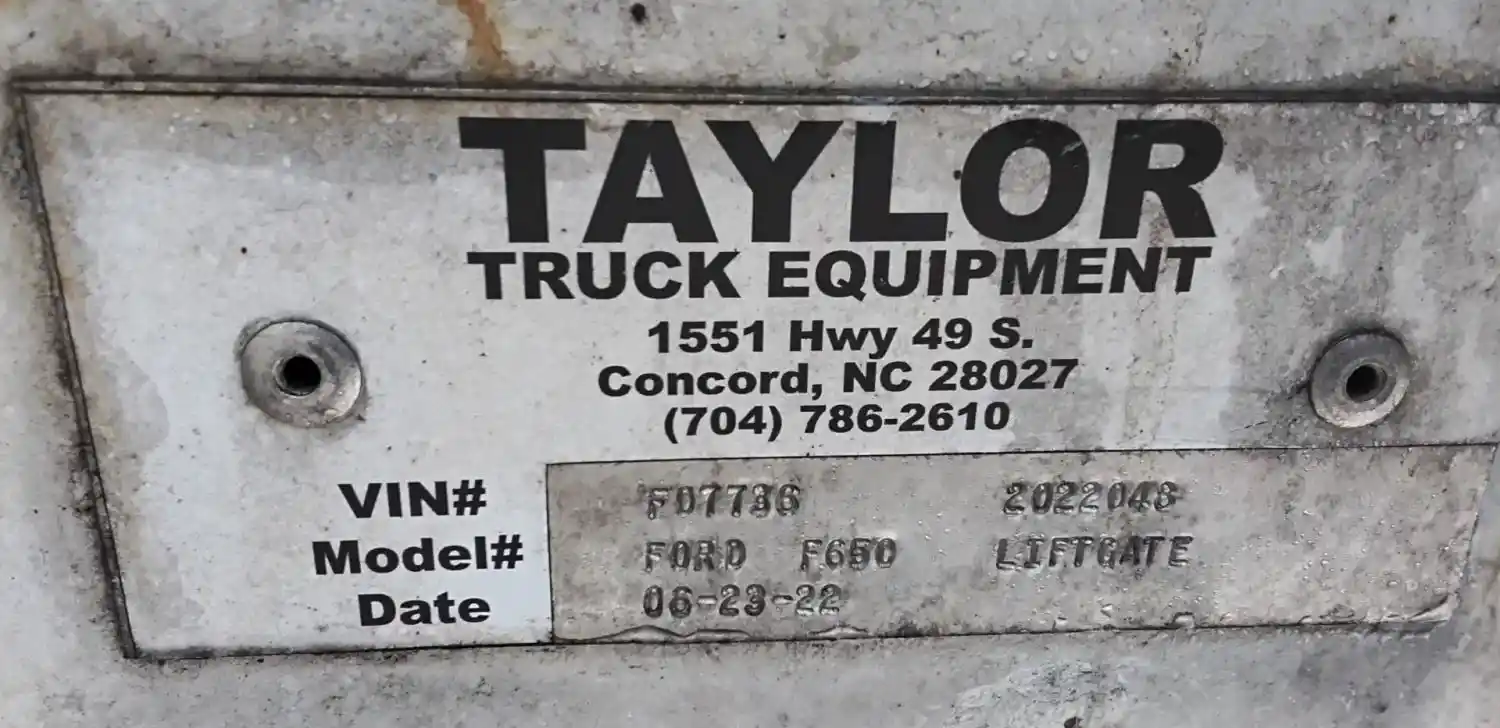 TAYLOR
TRUCK EQUIPMENT
1551 Hwy 49 S.
Concord, NC 28027
(704) 786-2610
VIN# F07736 2022048
Model# FORD F650 LIFTGATE
Date 06-23-22